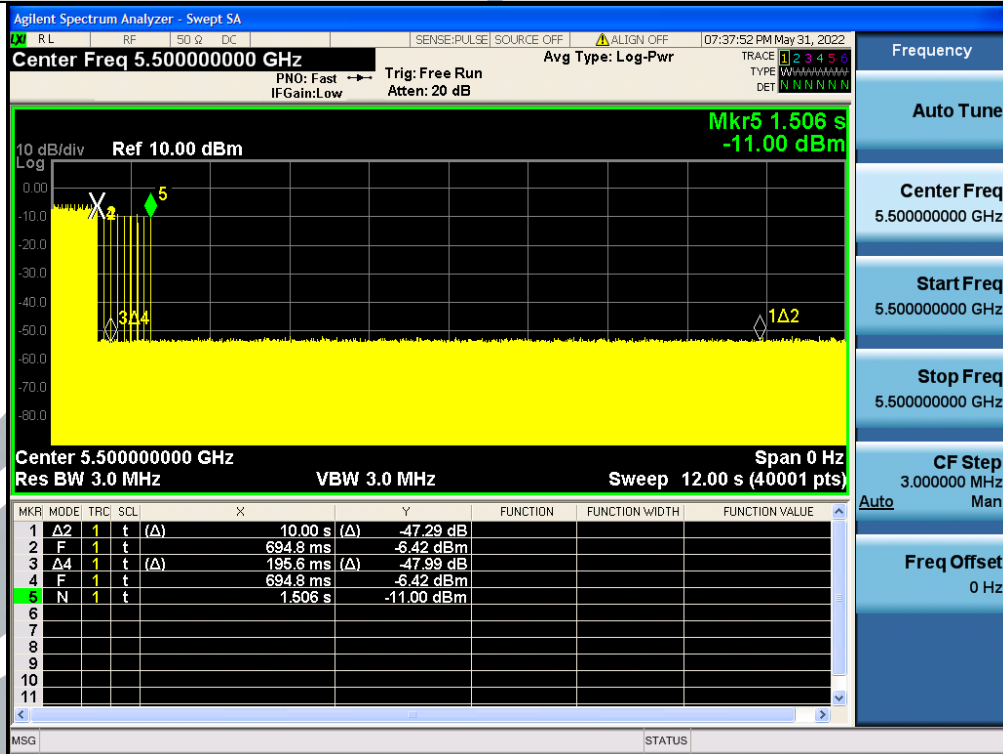 Agilent Spectrum Analyzer - Swept SA
LXI RL RF 50 Ω DC SENSE:PULSE SOURCE OFF ALIGN OFF 07:37:52 PM May 31, 2022
Center Freq 5.500000000 GHz
PNO: Fast
IFGain:Low
Trig: Free Run
Atten: 20 dB
Avg Type: Log-Pwr
TRACE 1 2 3 4 5 6
TYPE W
DET N N N N N N
Mkr5 1.506 s
-11.00 dBm
10 dB/div Ref 10.00 dBm
Log
0.00
-10.0
-20.0
-30.0
-40.0
-50.0
-60.0
-70.0
-80.0
5
3Δ4
1Δ2
Center 5.500000000 GHz Span 0 Hz
Res BW 3.0 MHz VBW 3.0 MHz Sweep 12.00 s (40001 pts)
MKR MODE TRC SCL X Y FUNCTION FUNCTION WIDTH FUNCTION VALUE
1 Δ2 1 t (Δ) 10.00 s (Δ) -47.29 dB
2 F 1 t 694.8 ms -6.42 dBm
3 Δ4 1 t (Δ) 195.6 ms (Δ) -47.99 dB
4 F 1 t 694.8 ms -6.42 dBm
5 N 1 t 1.506 s -11.00 dBm
6
7
8
9
10
11
MSG STATUS
Frequency
Auto Tune
Center Freq
5.500000000 GHz
Start Freq
5.500000000 GHz
Stop Freq
5.500000000 GHz
CF Step
3.000000 MHz
Auto Man
Freq Offset
0 Hz